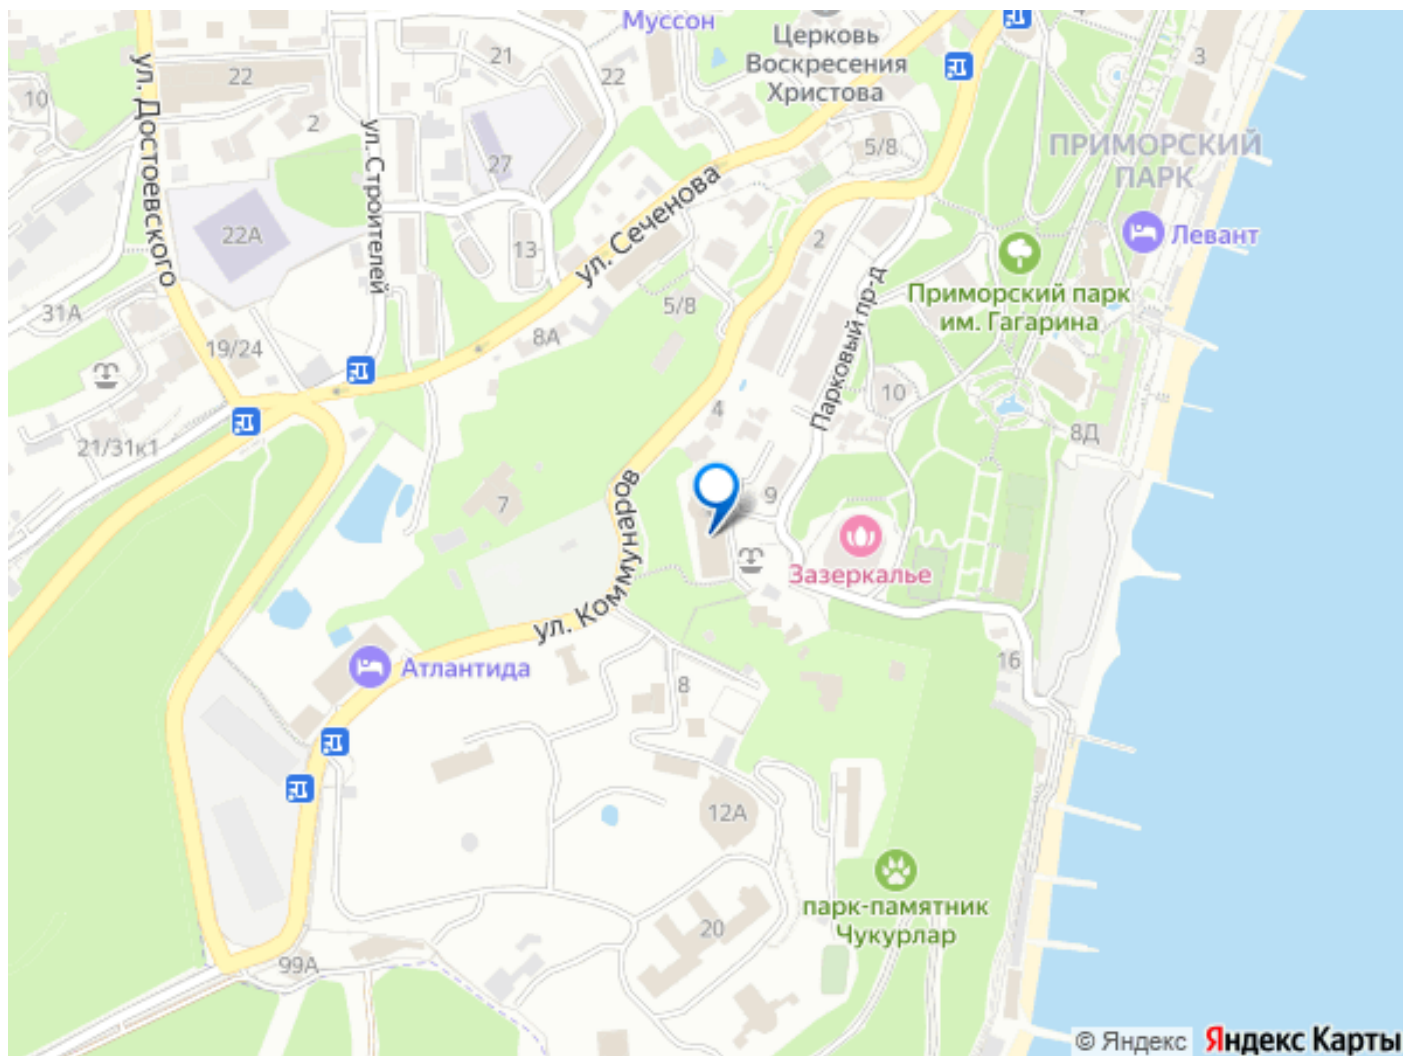 Муссон
Церковь
Воскресения
Христова
21
22
22
10
2
3
ул. Достоевского
ул. Строителей
27
5/8
ПРИМОРСКИЙ
ПАРК
ул. Сеченова
22А
13
2
Левант
Приморский парк
им. Гагарина
Парковый пр-д
31А
5/8
8А
19/24
10
4
8Д
21/31к1
7
9
ул. Коммунаров
Зазеркалье
Атлантида
8
16
12А
парк-памятник
Чукурлар
20
99А
© Яндекс Яндекс Карты